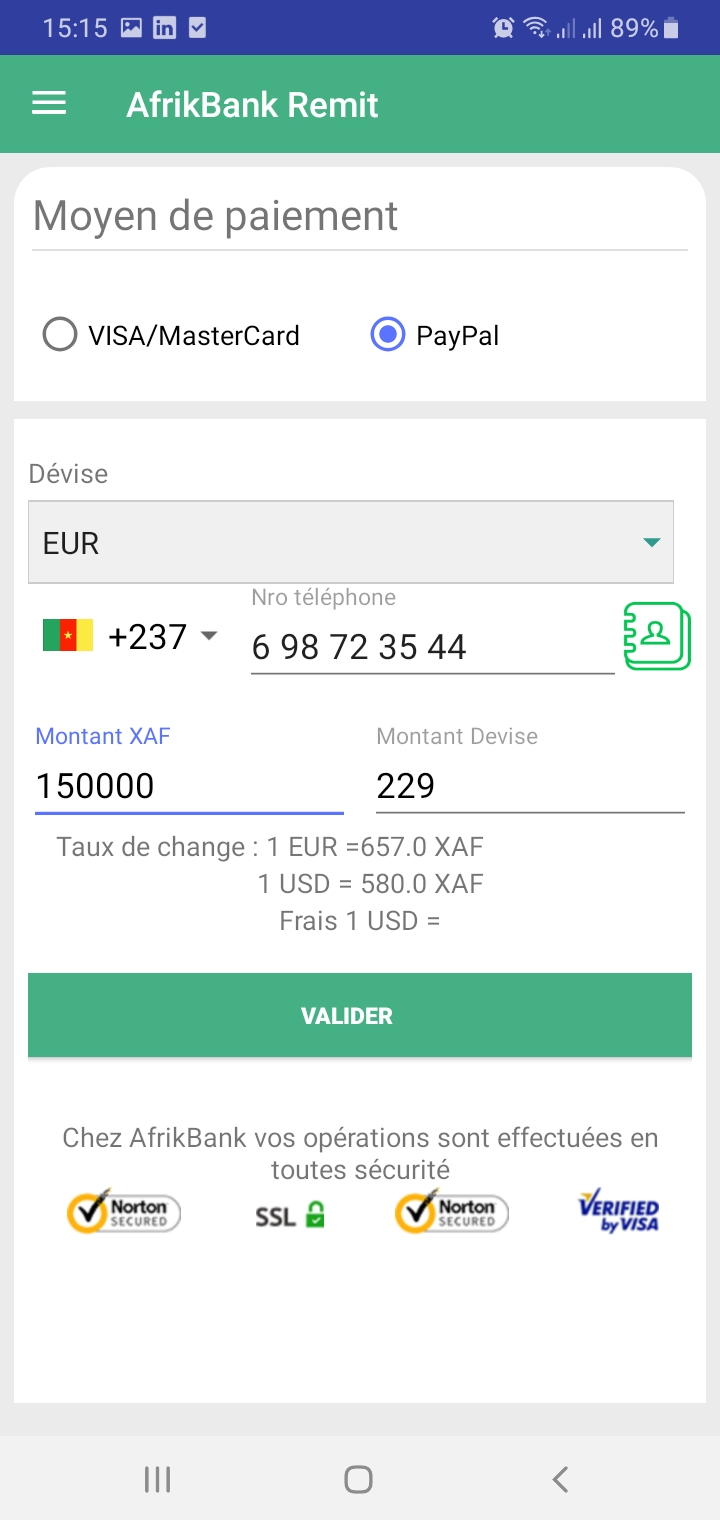 15:15 in 89%
AfrikBank Remit
Moyen de paiement
VISA/MasterCard PayPal
Dévise
EUR
Nro téléphone
+237 6 98 72 35 44
Montant XAF Montant Devise
150000 229
Taux de change : 1 EUR =657.0 XAF
1 USD = 580.0 XAF
Frais 1 USD =
VALIDER
Chez AfrikBank vos opérations sont effectuées en
toutes sécurité
Norton SECURED SSL Norton SECURED VERIFIED by VISA